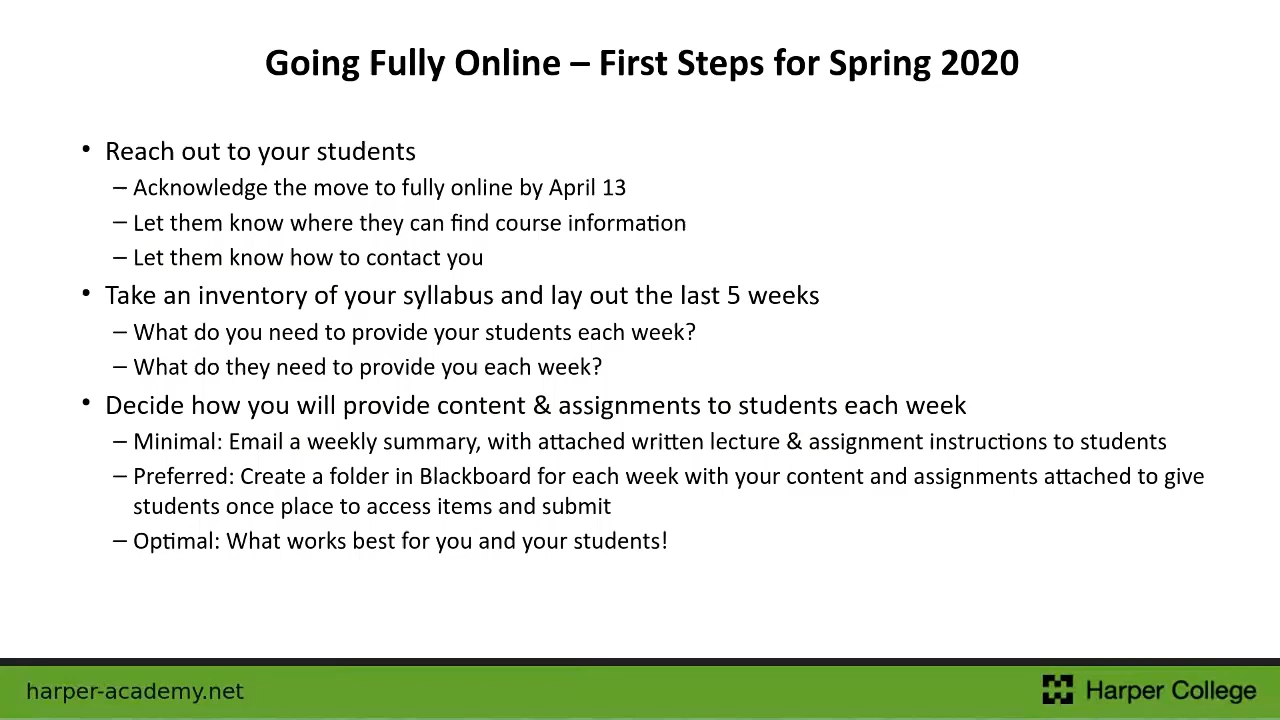 Going Fully Online – First Steps for Spring 2020
• Reach out to your students
– Acknowledge the move to fully online by April 13
– Let them know where they can find course information
– Let them know how to contact you
• Take an inventory of your syllabus and lay out the last 5 weeks
– What do you need to provide your students each week?
– What do they need to provide you each week?
• Decide how you will provide content & assignments to students each week
– Minimal: Email a weekly summary, with attached written lecture & assignment instructions to students
– Preferred: Create a folder in Blackboard for each week with your content and assignments attached to give
students once place to access items and submit
– Optimal: What works best for you and your students!
harper-academy.net
Harper College